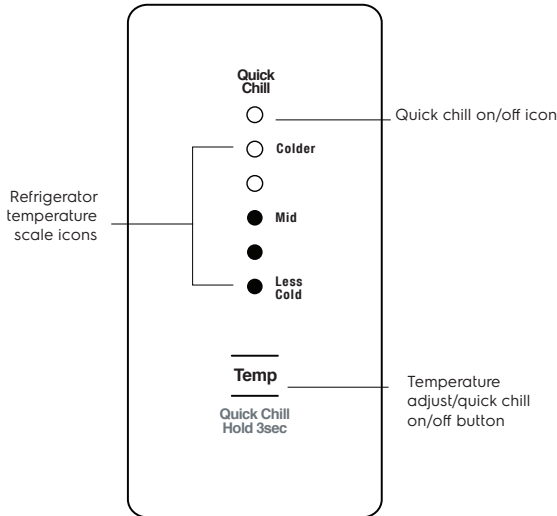 Quick
Chill
Quick chill on/off icon
Colder
Refrigerator
temperature
scale icons
Mid
Less
Cold
Temp
Quick Chill
Hold 3sec
Temperature
adjust/quick chill
on/off button